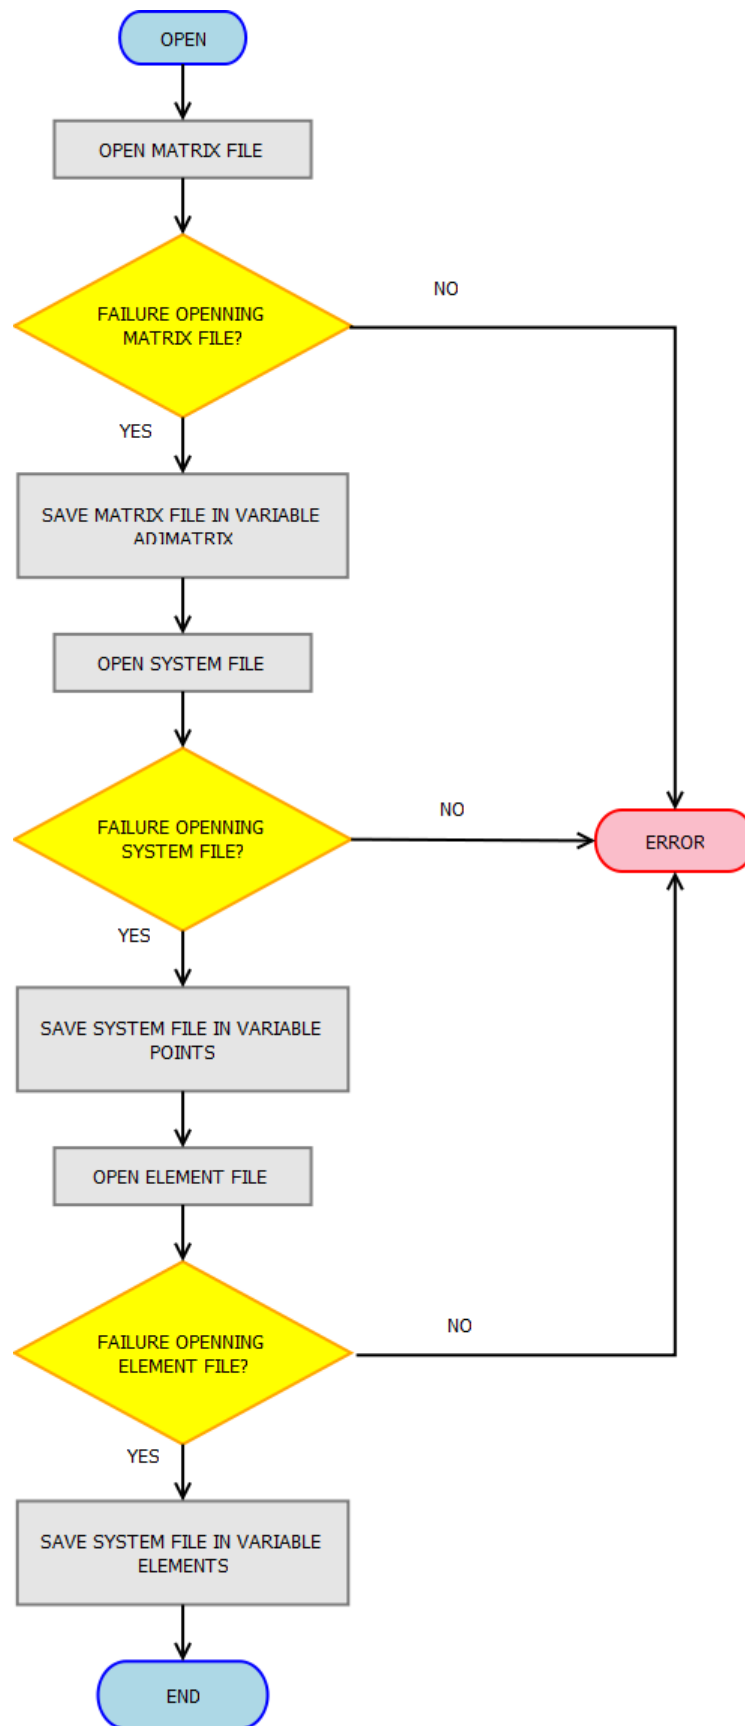 OPEN
OPEN MATRIX FILE
FAILURE OPENNING
MATRIX FILE?
NO
YES
SAVE MATRIX FILE IN VARIABLE
ADJMATRIX
OPEN SYSTEM FILE
FAILURE OPENNING
SYSTEM FILE?
NO
ERROR
YES
SAVE SYSTEM FILE IN VARIABLE
POINTS
OPEN ELEMENT FILE
FAILURE OPENNING
ELEMENT FILE?
NO
YES
SAVE SYSTEM FILE IN VARIABLE
ELEMENTS
END